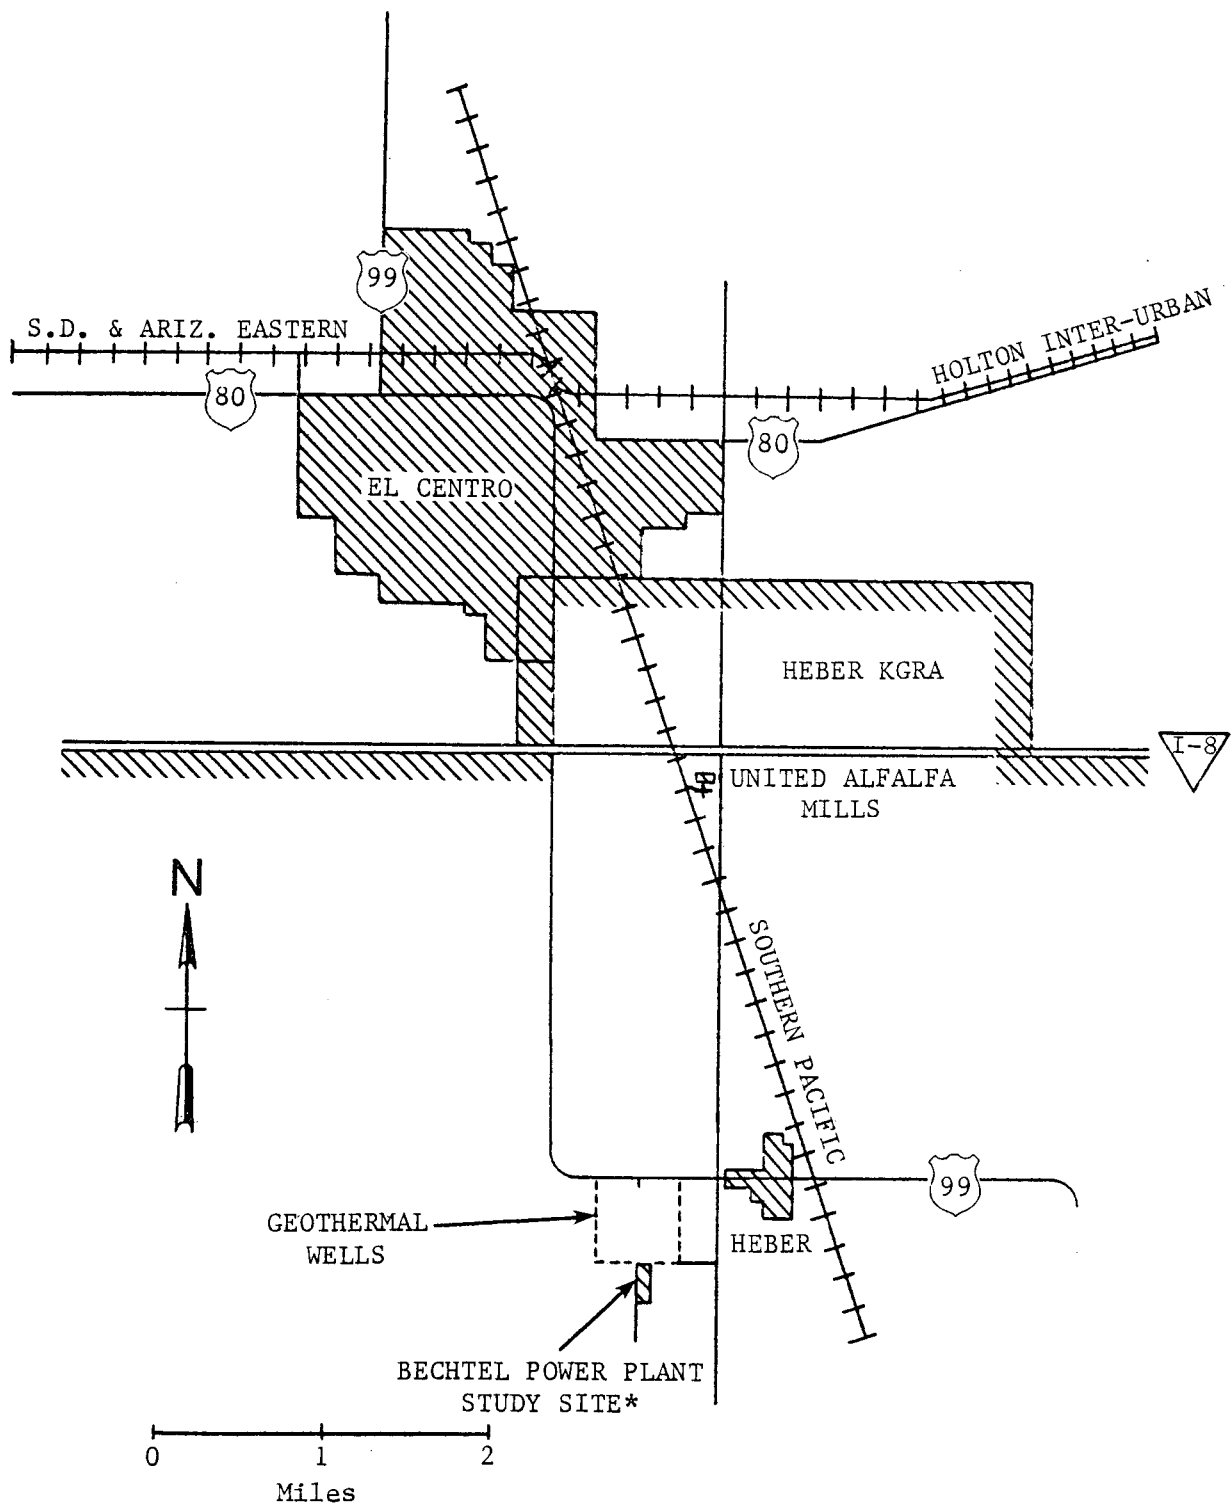 99
S.D. & ARIZ. EASTERN
HOLTON INTER-URBAN
80
80
EL CENTRO
HEBER KGRA
I-8
UNITED ALFALFA
MILLS
N
SOUTHERN PACIFIC
99
GEOTHERMAL
WELLS
HEBER
BECHTEL POWER PLANT
STUDY SITE*
0 1 2
Miles